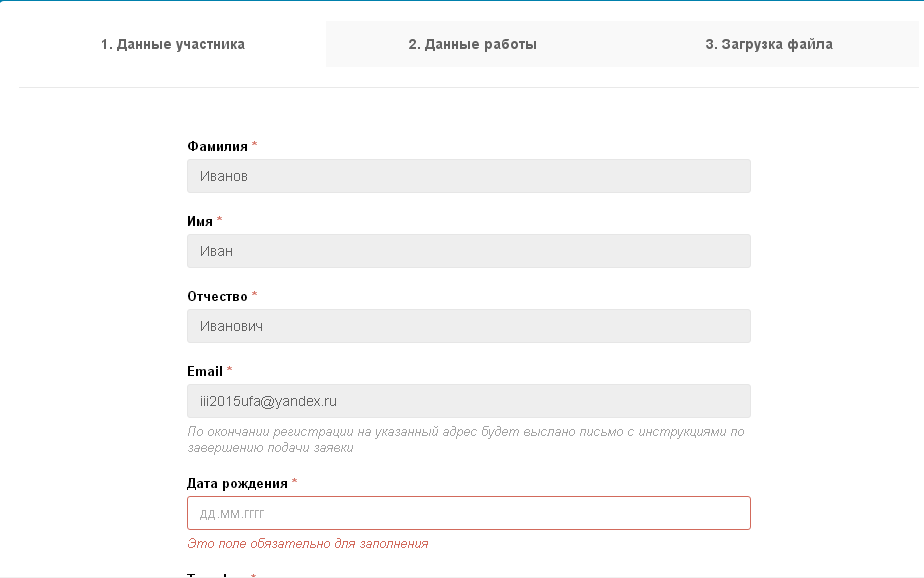 1. Данные участника
2. Данные работы
3. Загрузка файла
Фамилия *
Иванов
Имя *
Иван
Отчество *
Иванович
Email *
iii2015ufa@yandex.ru
По окончании регистрации на указанный адрес будет выслано письмо с инструкциями по
завершению подачи заявки
Дата рождения *
дд.мм.гггг
Это поле обязательно для заполнения